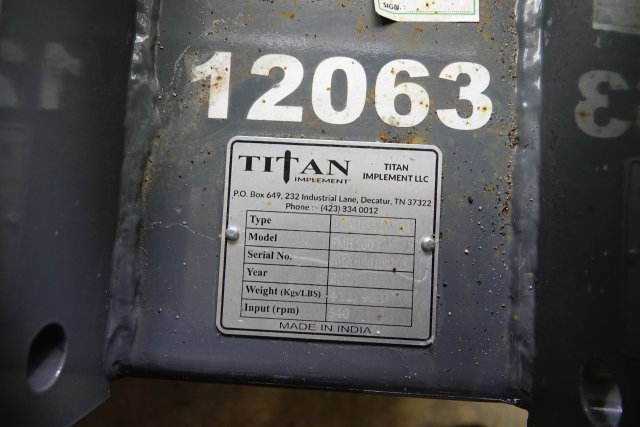 SIGN.
12063
TITAN
IMPLEMENT
TITAN
IMPLEMENT LLC
P.O. Box 649, 232 Industrial Lane, Decatur, TN 37322
Phone :- (423) 334 0012
Type
Model
Serial No.
Year
Weight (Kgs/LBS)
Input (rpm) 540
MADE IN INDIA